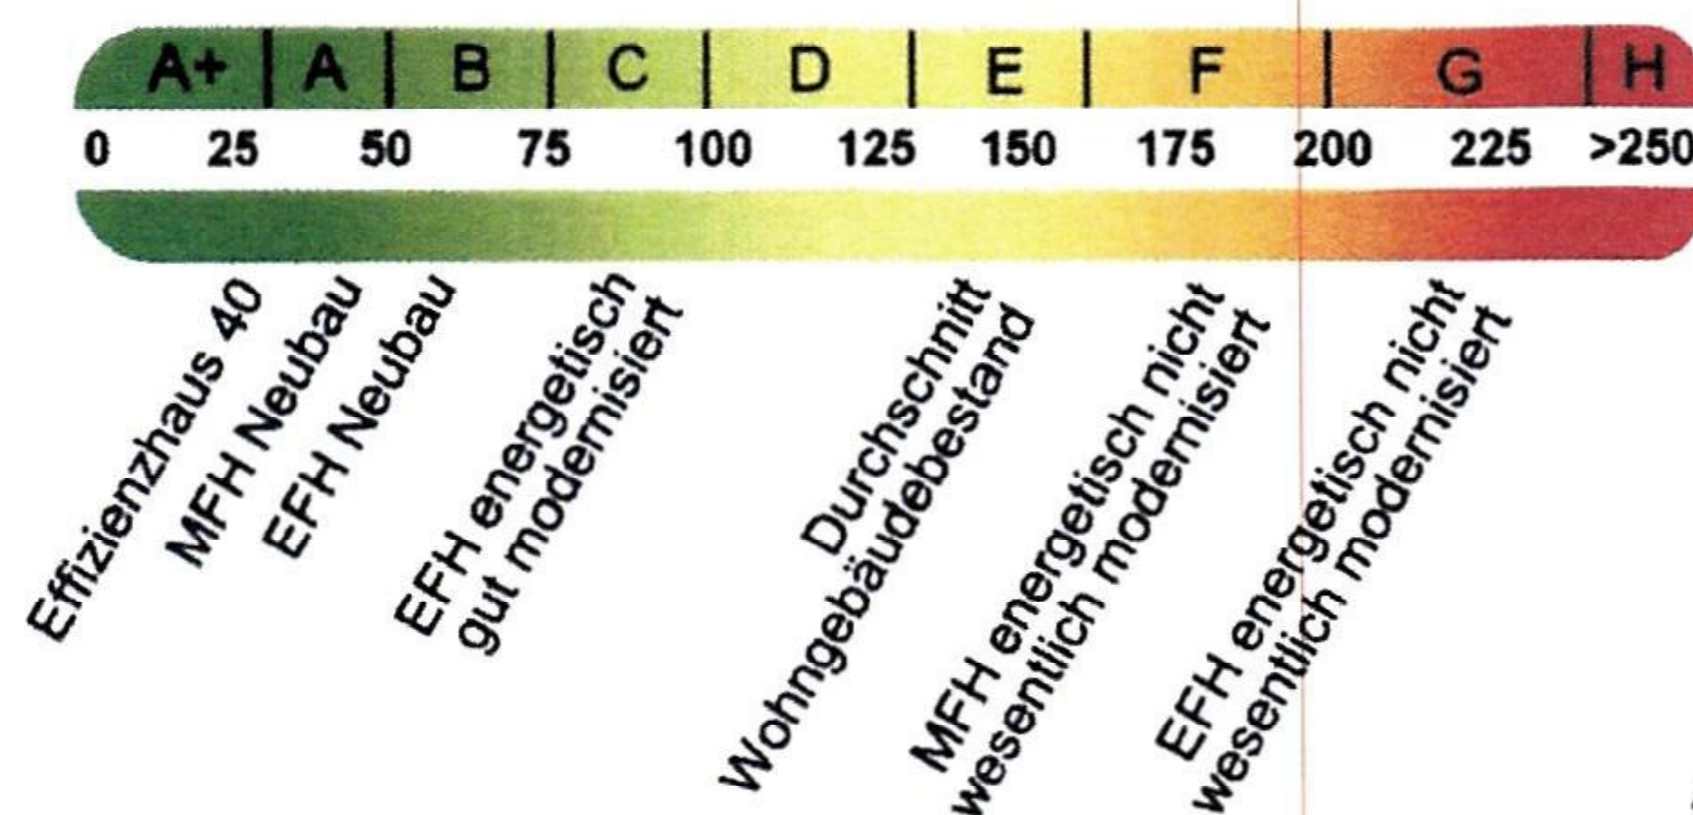 A+ A B C D E F G H
0 25 50 75 100 125 150 175 200 225 >250
Effizienzhaus 40
MFH Neubau
EFH Neubau
EFH energetisch
gut modernisiert
Durchschnitt
Wohngebäudebestand
MFH energetisch nicht
wesentlich modernisiert
EFH energetisch nicht
wesentlich modernisiert